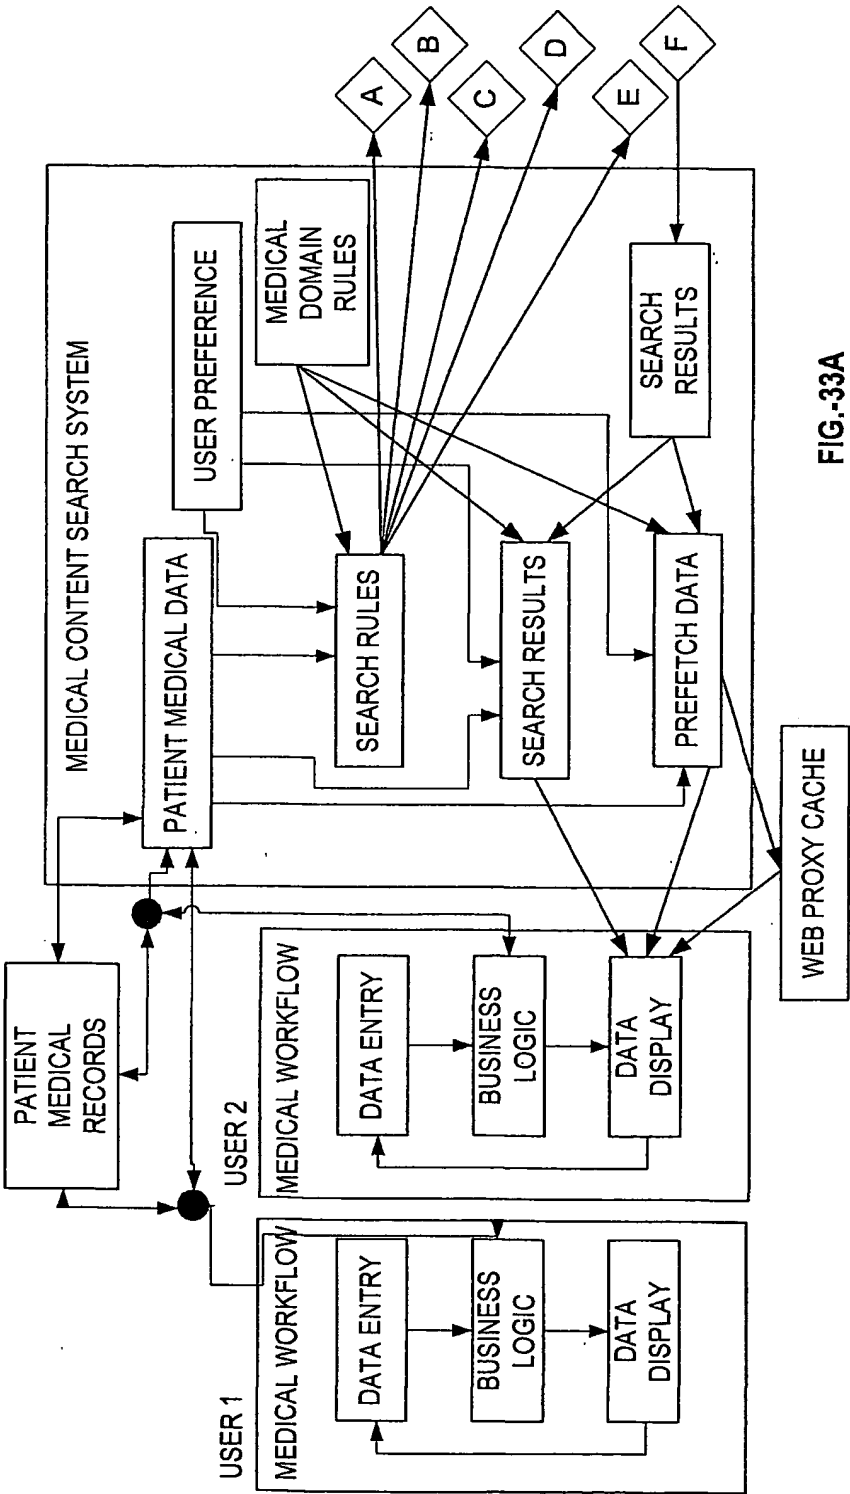 PATIENT
MEDICAL
RECORDS
MEDICAL CONTENT SEARCH SYSTEM
PATIENT MEDICAL DATA
USER PREFERENCE
MEDICAL
DOMAIN
RULES
SEARCH RULES
SEARCH RESULTS
PREFETCH DATA
SEARCH
RESULTS
A
B
C
D
E
F
USER 1
MEDICAL WORKFLOW
DATA ENTRY
BUSINESS
LOGIC
DATA
DISPLAY
USER 2
MEDICAL WORKFLOW
DATA ENTRY
BUSINESS
LOGIC
DATA
DISPLAY
WEB PROXY CACHE
FIG.-33A